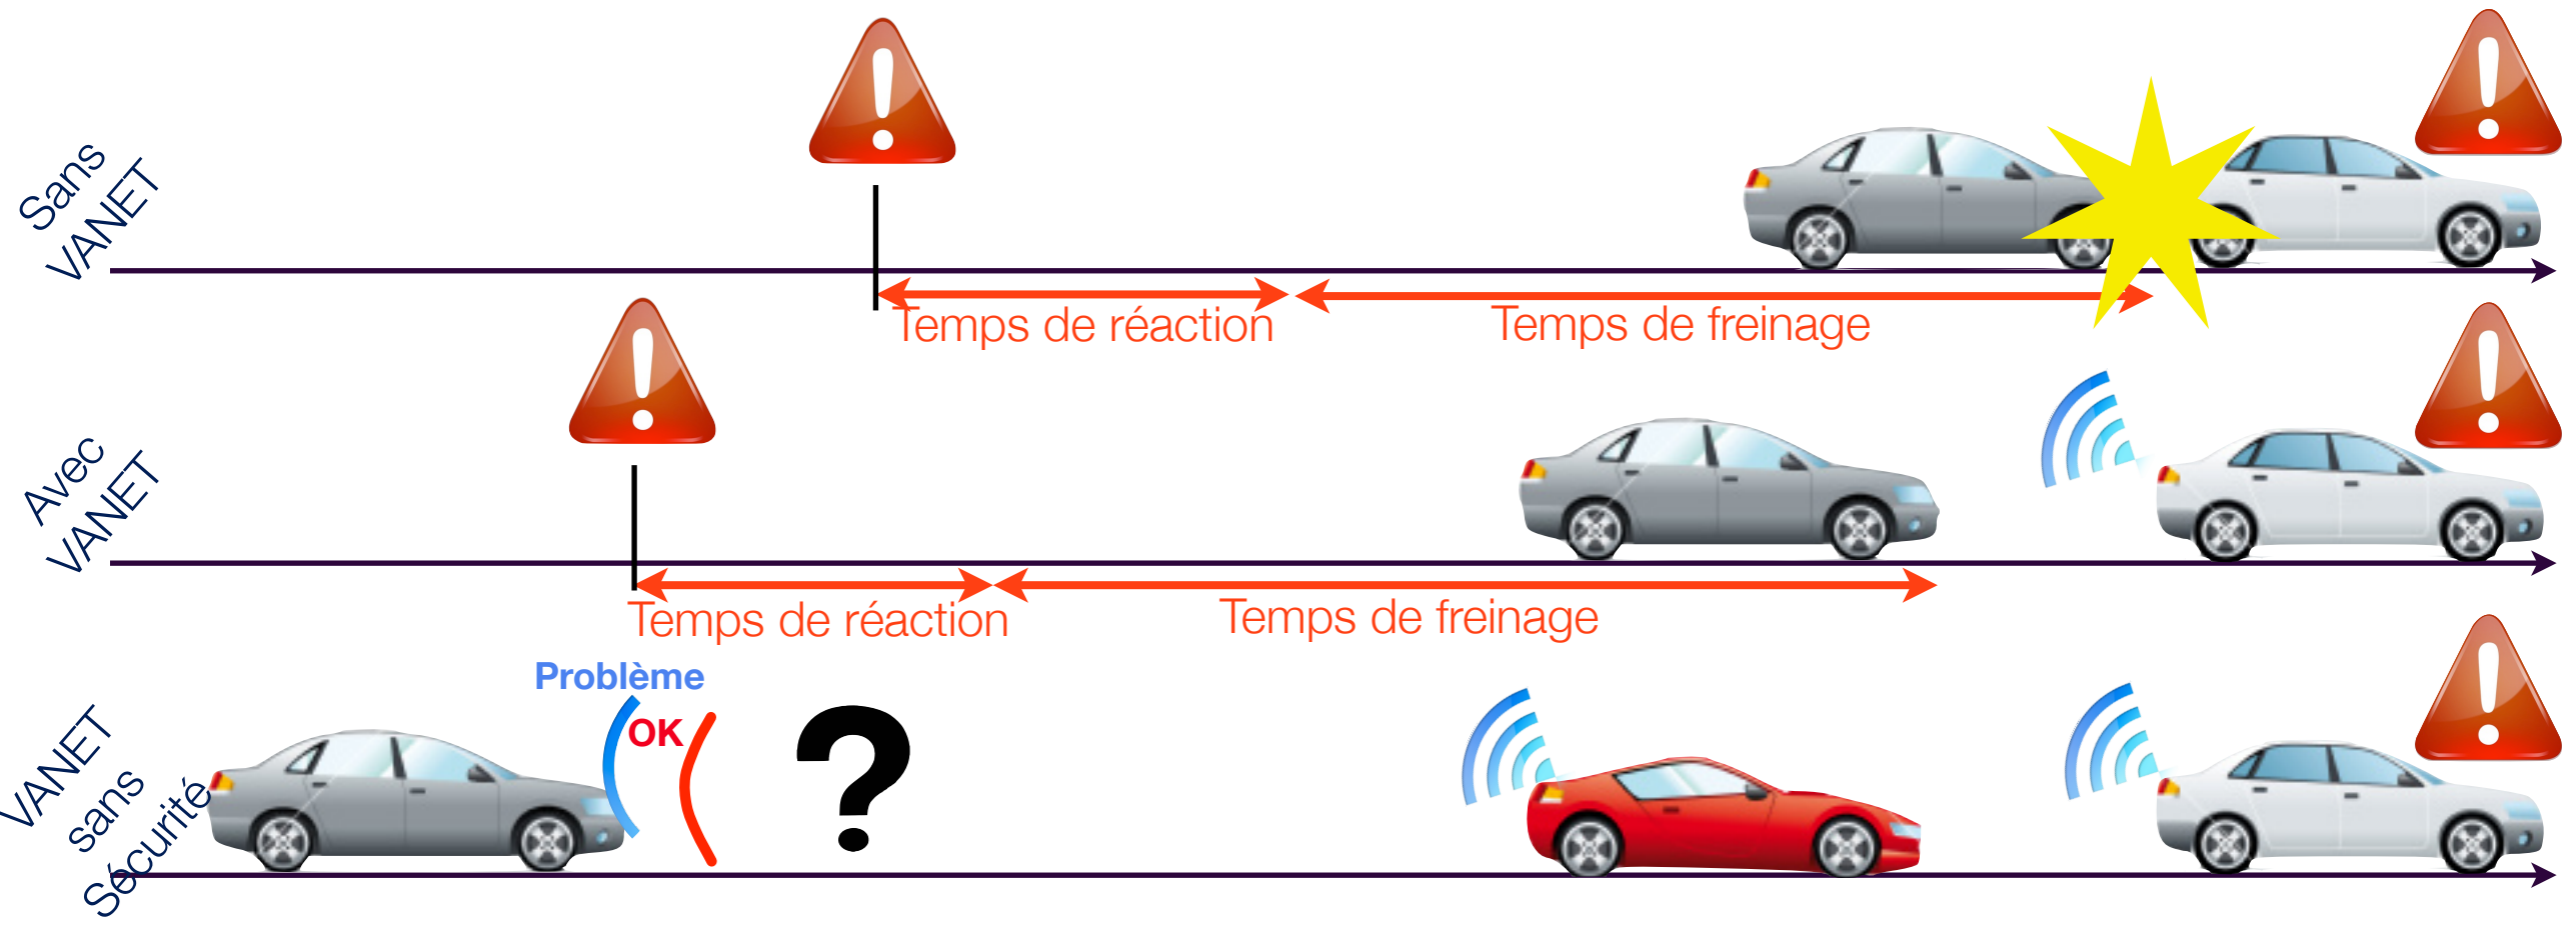 Sans
VANET
Temps de réaction
Temps de freinage
Avec
VANET
Temps de réaction
Temps de freinage
VANET
sans
Sécurité
Problème
OK
?